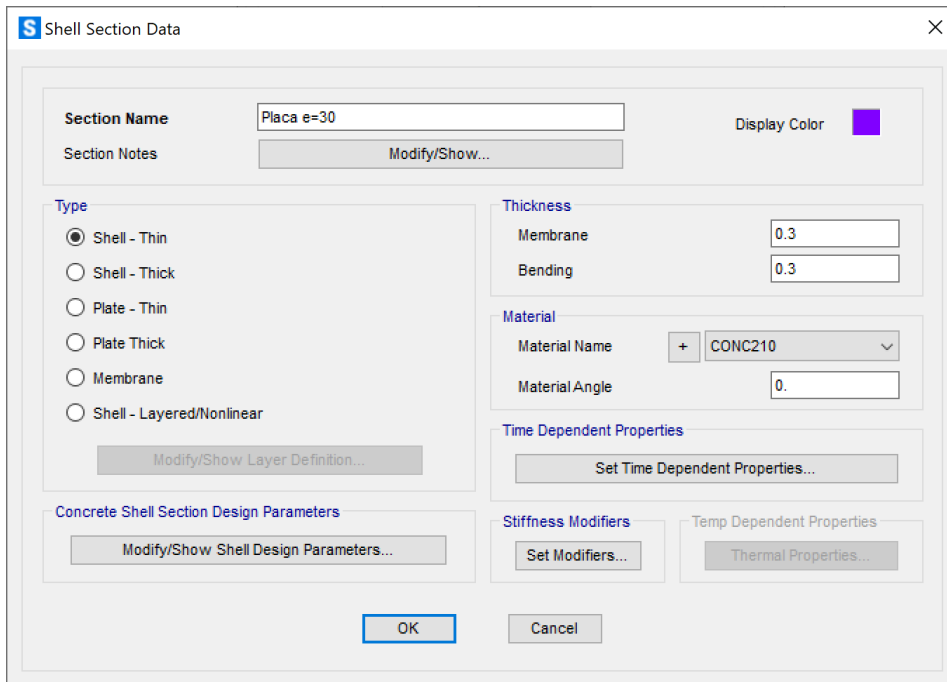 S Shell Section Data
Section Name Placa e=30 Display Color
Section Notes Modify/Show...
Type
Shell - Thin
Shell - Thick
Plate - Thin
Plate Thick
Membrane
Shell - Layered/Nonlinear
Modify/Show Layer Definition...
Concrete Shell Section Design Parameters
Modify/Show Shell Design Parameters...
Thickness
Membrane 0.3
Bending 0.3
Material
Material Name + CONC210
Material Angle 0.
Time Dependent Properties
Set Time Dependent Properties...
Stiffness Modifiers
Set Modifiers...
Temp Dependent Properties
Thermal Properties...
OK Cancel